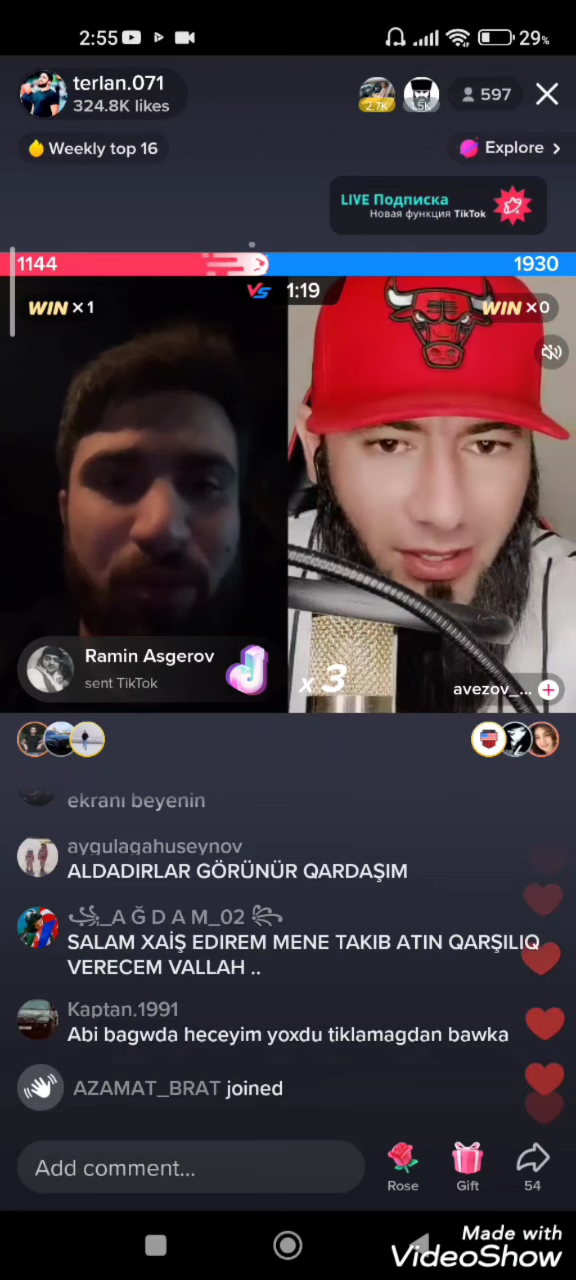 2:55
29%
terlan.071
324.8K likes
2.7K
1.5K
597
Weekly top 16
Explore >
LIVE Подписка
Новая функция TikTok
1144
1930
VS
1:19
WIN ×1
WIN ×0
Ramin Asgerov
sent TikTok
x 3
avezov_...
ekranı beyenin
aygulagahuseynov
ALDADIRLAR GÖRÜNÜR QARDAŞIM
꧁_A Ğ D A M_02 ꧂
SALAM XAİŞ EDIREM MENE TAKIB ATIN QARŞILIQ
VERECEM VALLAH ..
Kaptan.1991
Abi bagwda heceyim yoxdu tiklamagdan bawka
AZAMAT_BRAT joined
Add comment...
Rose
Gift
54
Made with
VideoShow